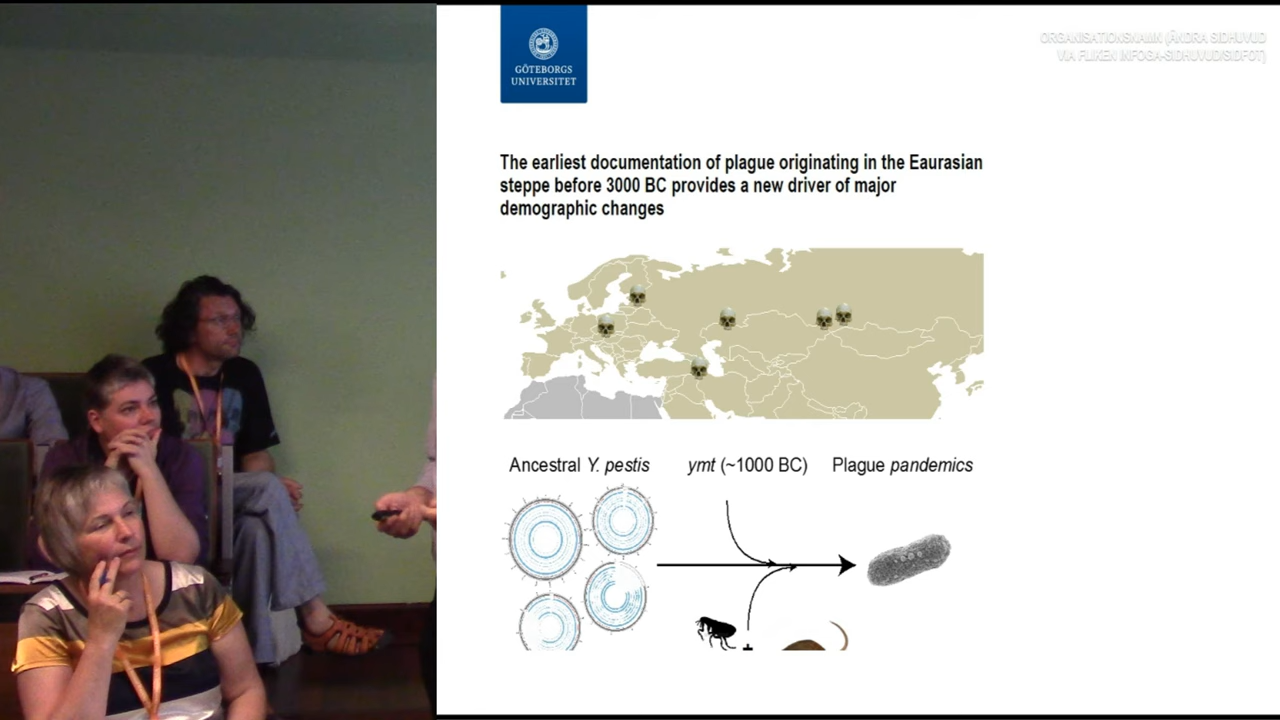 GÖTEBORGS
UNIVERSITET
ORGANISATIONSNAMN (ÄNDRA SIDHUVUD
VIA FLIKEN INFOGA-SIDHUVUD/SIDFOT)
The earliest documentation of plague originating in the Eaurasian
steppe before 3000 BC provides a new driver of major
demographic changes
Ancestral Y. pestis
ymt (~1000 BC)
Plague pandemics
+